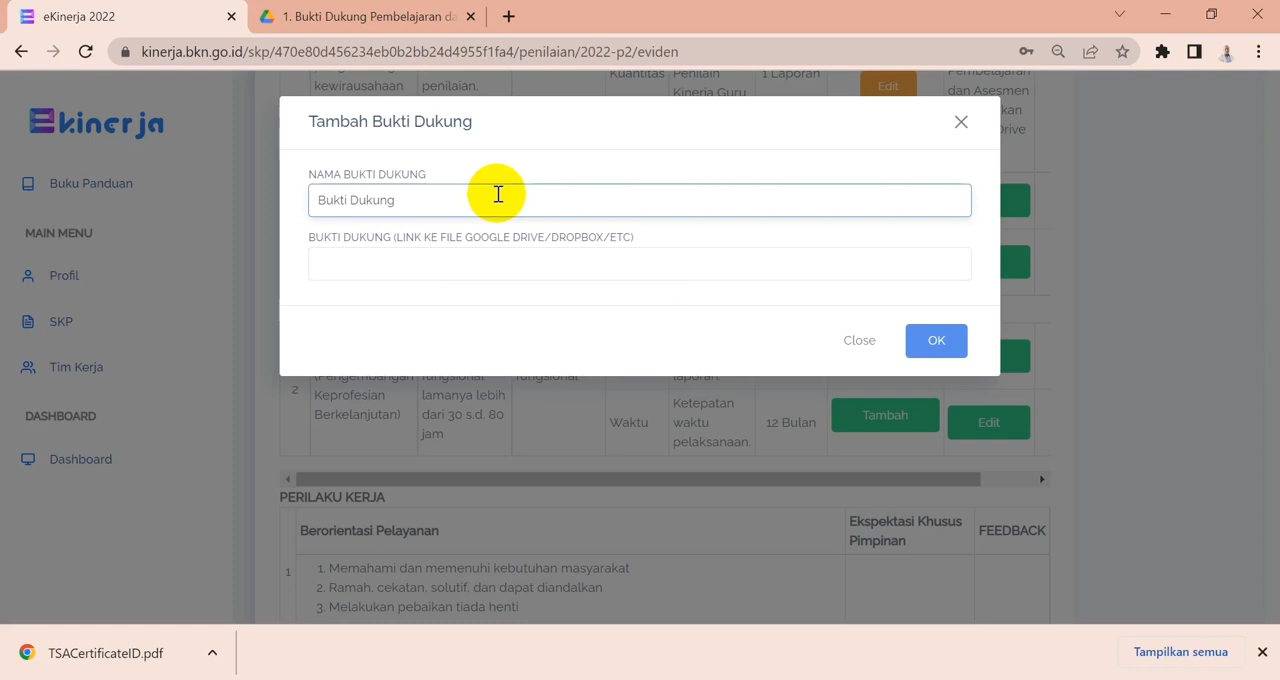 eKinerja 2022
1. Bukti Dukung Pembelajaran da
kinerja.bkn.go.id/skp/470e80d456234eb0b2bb24d4955f1fa4/penilaian/2022-p2/eviden
Ekinerja
Buku Panduan
MAIN MENU
Profil
SKP
Tim Kerja
DASHBOARD
Dashboard
kewirausahaan
penilaian.
Kuantitas
Penilain
Kinerja Guru
1 Laporan
Edit
Pembelajaran
dan Asesmen
Tambah Bukti Dukung
NAMA BUKTI DUKUNG
Bukti Dukung
BUKTI DUKUNG (LINK KE FILE GOOGLE DRIVE/DROPBOX/ETC)
Close
OK
2
(Pengembangan
Keprofesian
Berkelanjutan)
fungsional
lamanya lebih
dari 30 s.d. 80
jam
fungsional
laporan.
Waktu
Ketepatan
waktu
pelaksanaan.
12 Bulan
Tambah
Edit
PERILAKU KERJA
Berorientasi Pelayanan
Ekspektasi Khusus
Pimpinan
FEEDBACK
1
1. Memahami dan memenuhi kebutuhan masyarakat
2. Ramah, cekatan, solutif, dan dapat diandalkan
3. Melakukan pebaikan tiada henti
TSACertificateID.pdf
Tampilkan semua